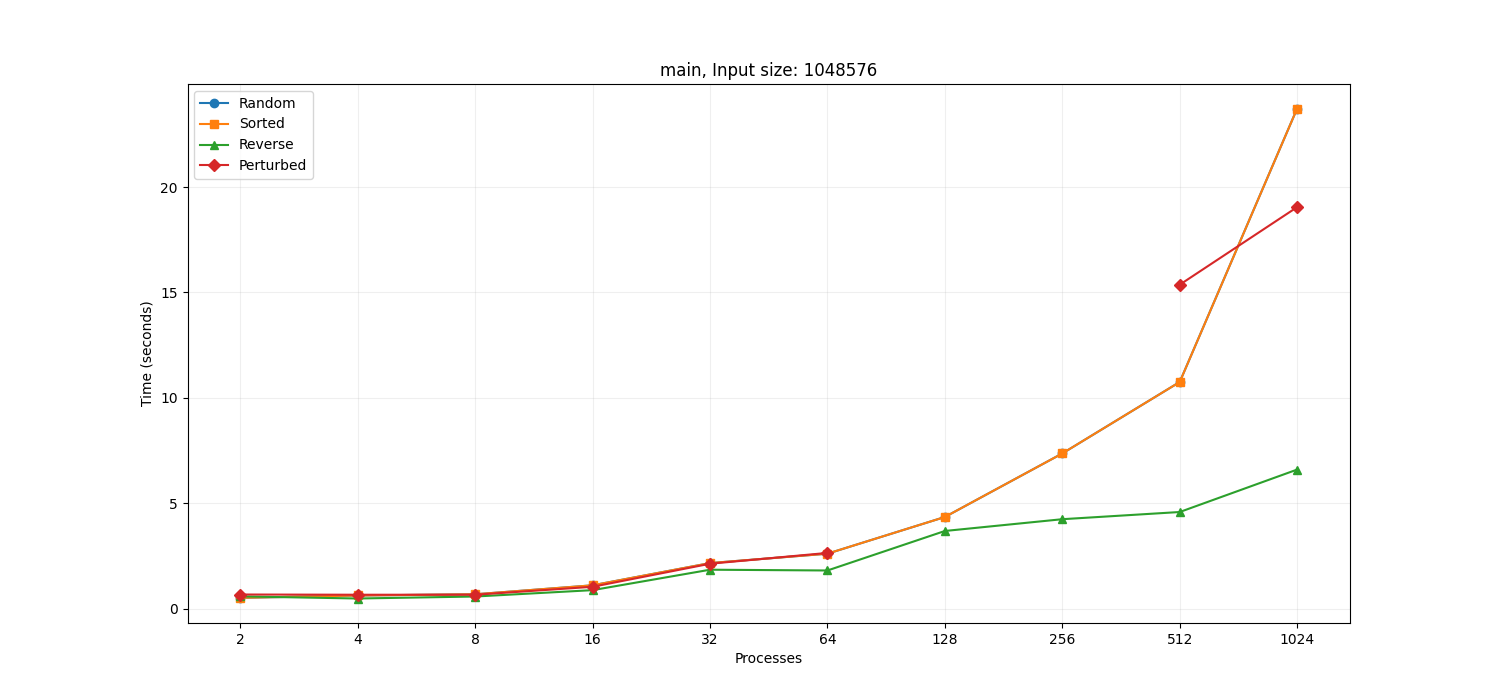 main, Input size: 1048576
Random
Sorted
Reverse
Perturbed
20
15
10
5
0
Time (seconds)
2 4 8 16 32 64 128 256 512 1024
Processes